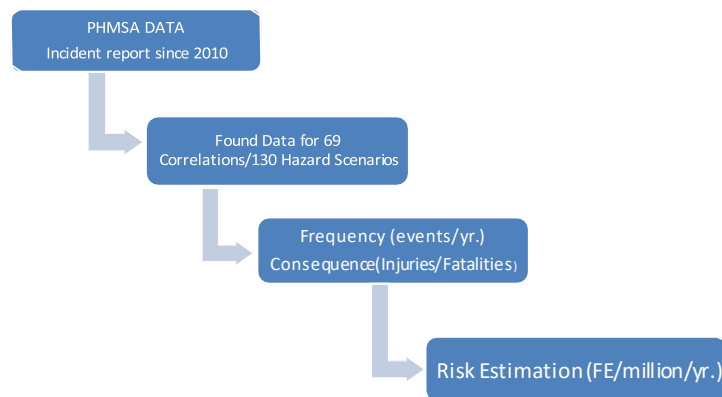 PHMSA DATA
Incident report since 2010
Found Data for 69
Correlations/130 Hazard Scenarios
Frequency (events/yr.)
Consequence(Injuries/Fatalities)
Risk Estimation (FE/million/yr.)